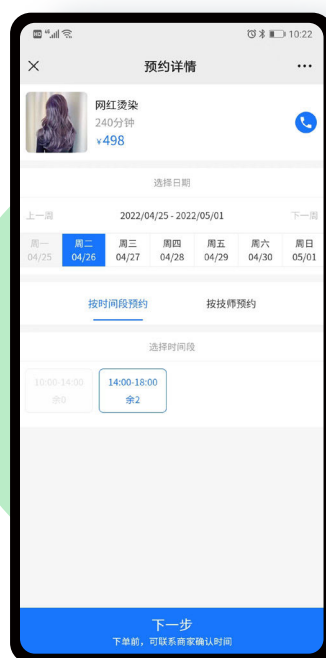 10:22
预约详情
网红烫染
240分钟
¥498
选择日期
上一周
2022/04/25 - 2022/05/01
下一周
周一 周二 周三 周四 周五 周六 周日
04/25 04/26 04/27 04/28 04/29 04/30 05/01
按时间段预约 按技师预约
选择时间段
10:00-14:00 14:00-18:00
余0 余2
下一步
下单前，可联系商家确认时间